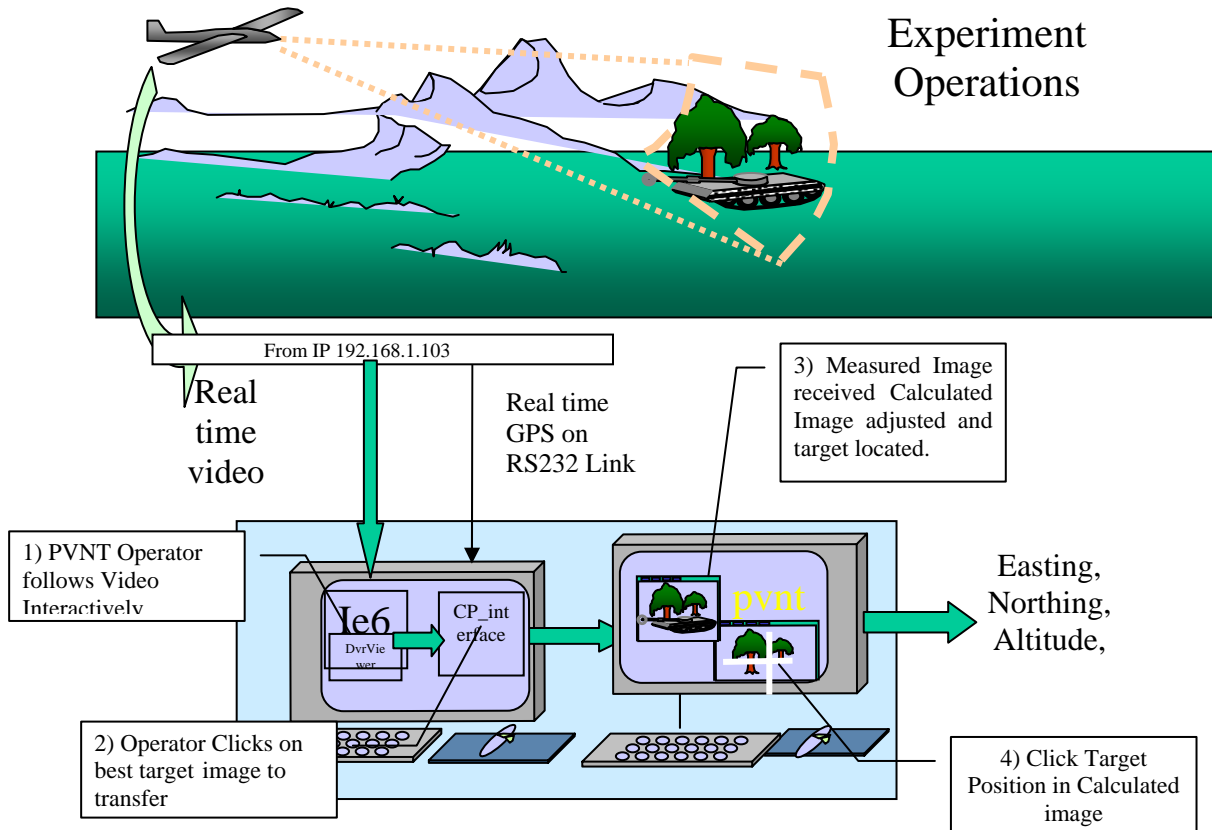 Experiment
Operations
From IP 192.168.1.103
Real
time
video
Real time
GPS on
RS232 Link
3) Measured Image
received Calculated
Image adjusted and
target located.
1) PVNT Operator
follows Video
Interactively
Ie6
DvrVie
wer
CP_int
erface
pvnt
Easting,
Northing,
Altitude,
2) Operator Clicks on
best target image to
transfer
4) Click Target
Position in Calculated
image